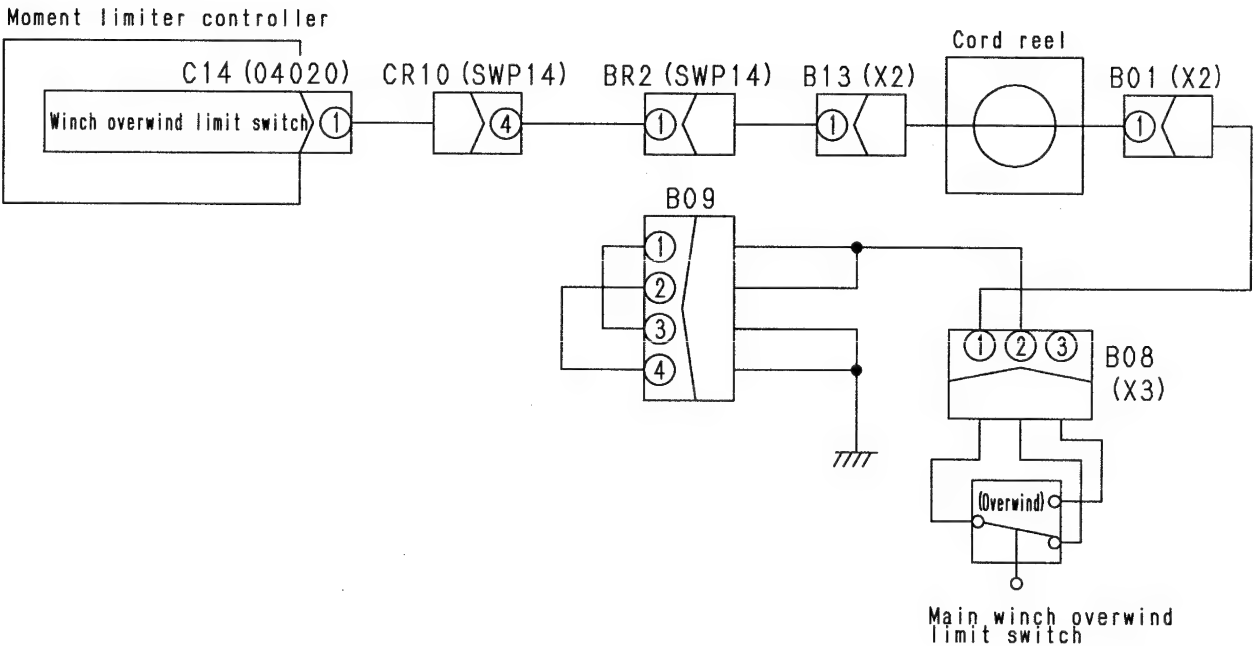 Moment limiter controller
Cord reel
C14 (04020)
CR10 (SWP14)
BR2 (SWP14)
B13 (X2)
B01 (X2)
Winch overwind limit switch
1
4
1
1
1
B09
1
2
3
4
1 2 3
B08
(X3)
(Overwind)
Main winch overwind
limit switch